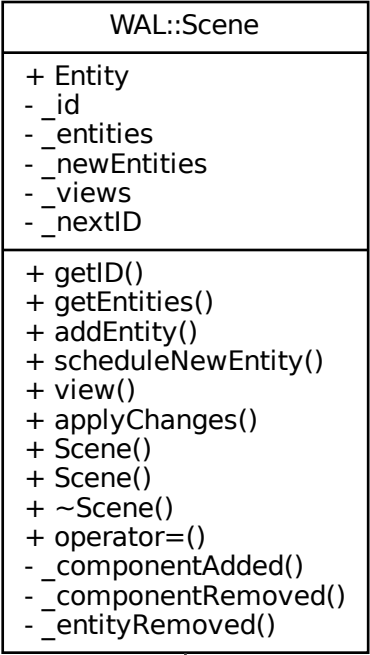 WAL::Scene
+ Entity
- _id
- _entities
- _newEntities
- _views
- _nextID
+ getID()
+ getEntities()
+ addEntity()
+ scheduleNewEntity()
+ view()
+ applyChanges()
+ Scene()
+ Scene()
+ ~Scene()
+ operator=()
- _componentAdded()
- _componentRemoved()
- _entityRemoved()